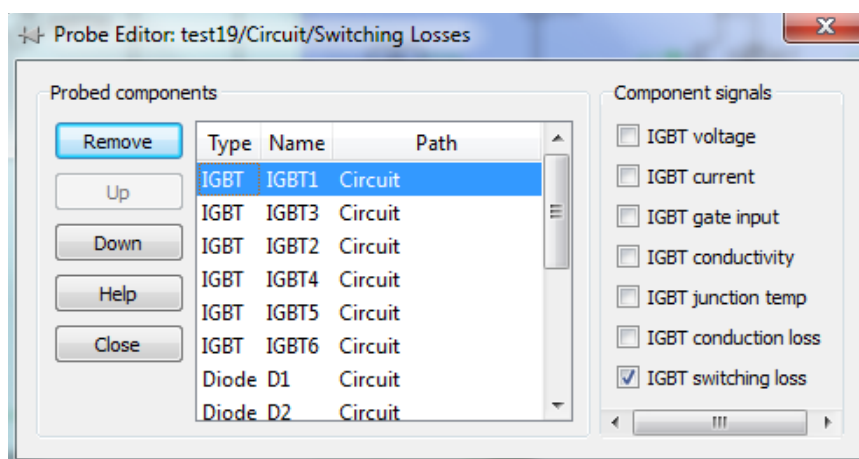 Probe Editor: test19/Circuit/Switching Losses
X
Probed components
Remove
Up
Down
Help
Close
Type Name Path
IGBT IGBT1 Circuit
IGBT IGBT3 Circuit
IGBT IGBT2 Circuit
IGBT IGBT4 Circuit
IGBT IGBT5 Circuit
IGBT IGBT6 Circuit
Diode D1 Circuit
Diode D2 Circuit
Component signals
IGBT voltage
IGBT current
IGBT gate input
IGBT conductivity
IGBT junction temp
IGBT conduction loss
IGBT switching loss